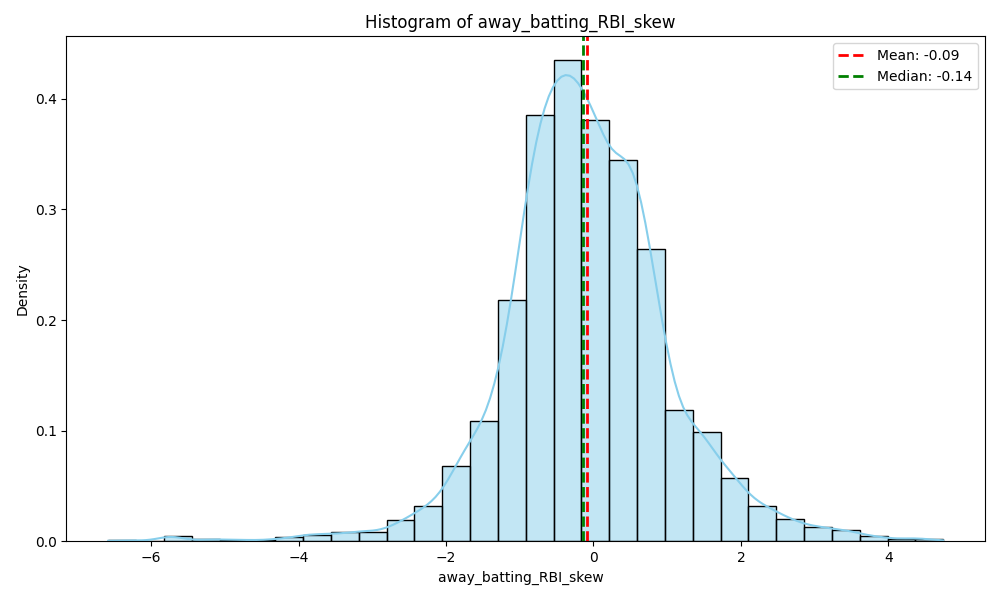 Histogram of away_batting_RBI_skew
Mean: -0.09
Median: -0.14
Density
0.4
0.3
0.2
0.1
0.0
−6
−4
−2
0
2
4
away_batting_RBI_skew